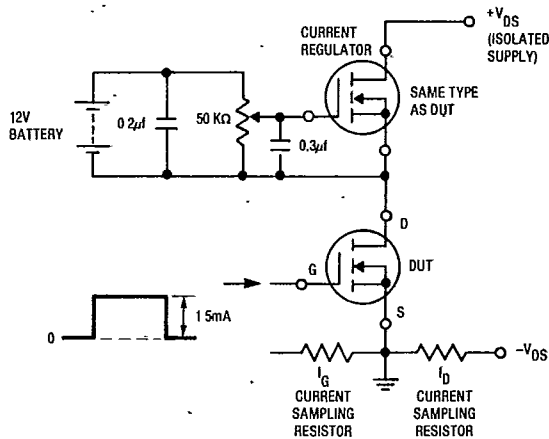 +VDS
(ISOLATED
SUPPLY)
CURRENT
REGULATOR
SAME TYPE
AS DUT
12V
BATTERY
0 2µf
50 KΩ
0.3µf
D
DUT
G
S
0
1 5mA
-VDS
IG
CURRENT
SAMPLING
RESISTOR
ID
CURRENT
SAMPLING
RESISTOR